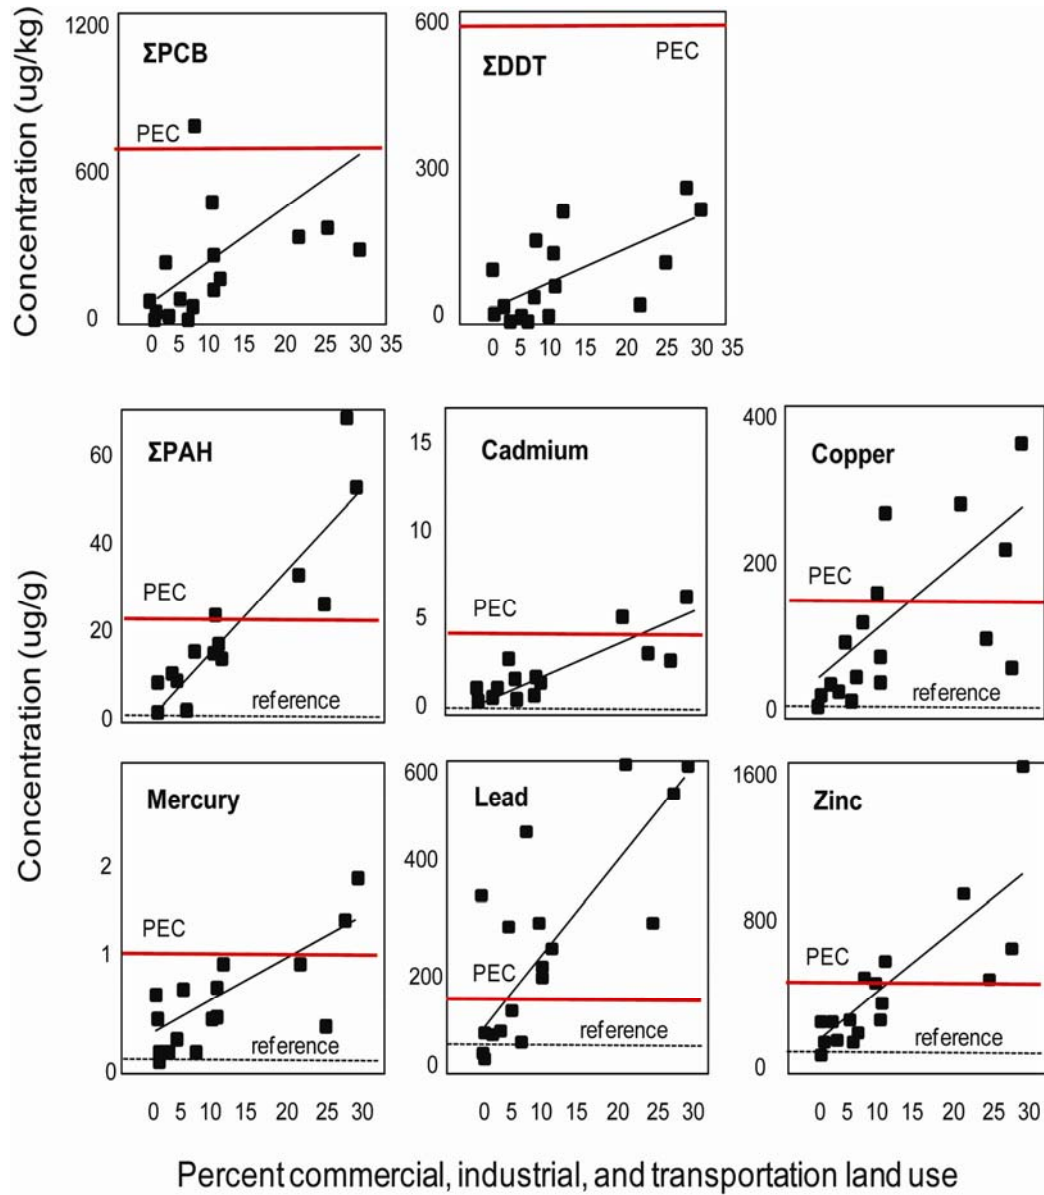 Concentration (ug/kg)
1200
600
0
ΣPCB
PEC
0 5 10 15 20 25 30 35
600
300
0
ΣDDT
PEC
0 5 10 15 20 25 30 35
Concentration (ug/g)
60
40
20
0
ΣPAH
PEC
reference
15
10
5
0
Cadmium
PEC
400
200
0
Copper
PEC
reference
2
1
0
Mercury
PEC
reference
0 5 10 15 20 25 30
600
400
200
0
Lead
PEC
reference
0 5 10 15 20 25 30
1600
800
0
Zinc
PEC
reference
0 5 10 15 20 25 30
Percent commercial, industrial, and transportation land use